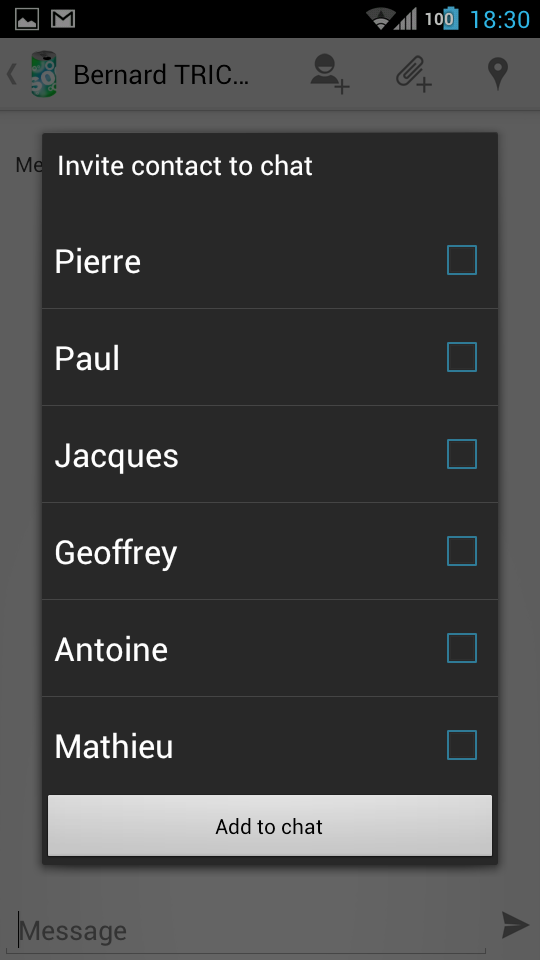 100 18:30
Bernard TRIC...
Me
Invite contact to chat
Pierre
Paul
Jacques
Geoffrey
Antoine
Mathieu
Add to chat
Message